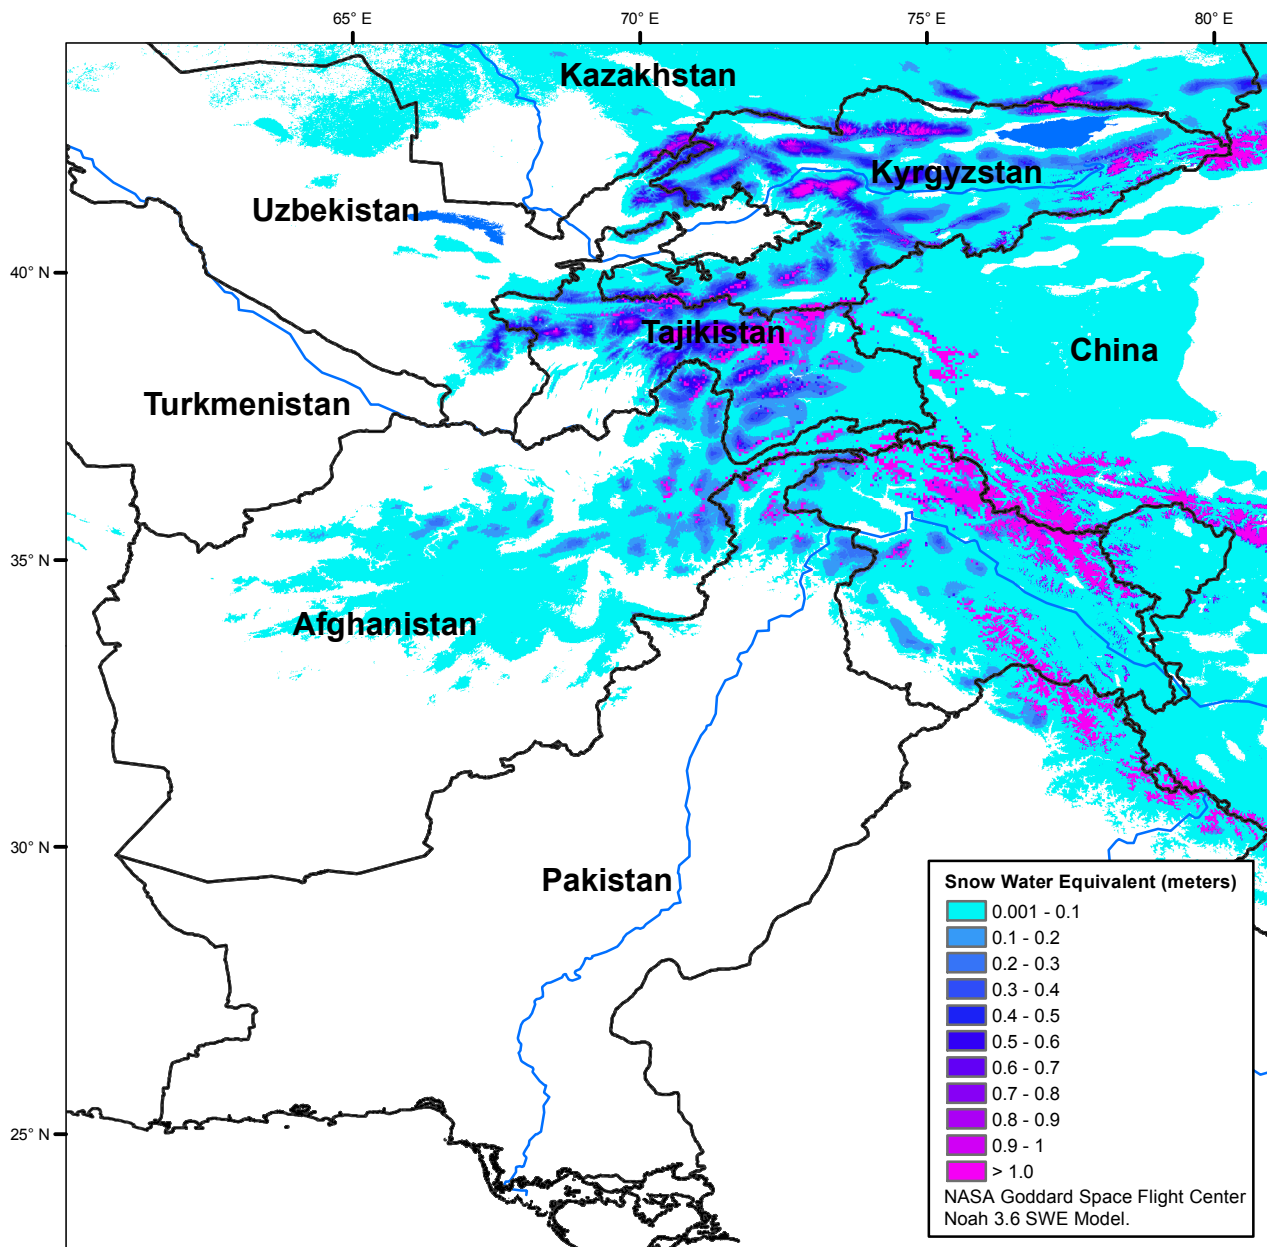 65° E
70° E
75° E
80° E
Kazakhstan
Kyrgyzstan
Uzbekistan
40° N
Tajikistan
China
Turkmenistan
35° N
Afghanistan
30° N
Pakistan
25° N
Snow Water Equivalent (meters)
0.001 - 0.1
0.1 - 0.2
0.2 - 0.3
0.3 - 0.4
0.4 - 0.5
0.5 - 0.6
0.6 - 0.7
0.7 - 0.8
0.8 - 0.9
0.9 - 1
> 1.0
NASA Goddard Space Flight Center
Noah 3.6 SWE Model.